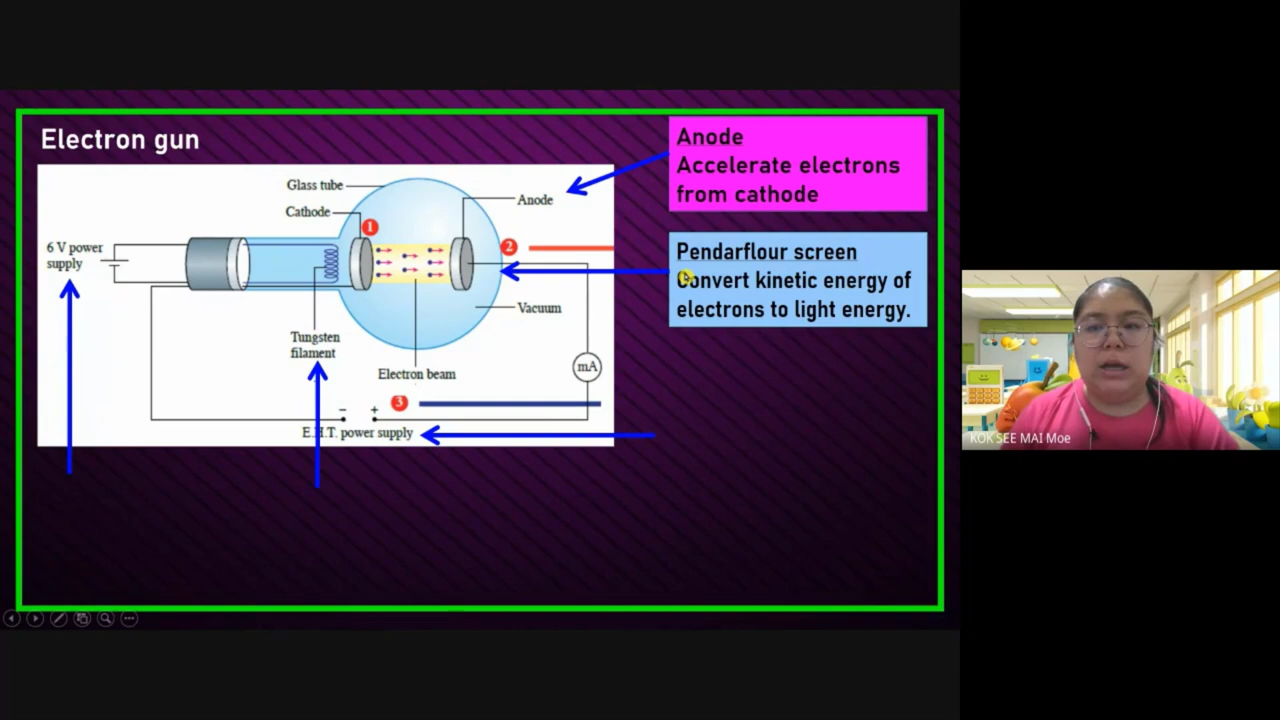 Electron gun
Glass tube
Cathode
Anode
6 V power
supply
Vacuum
Tungsten
filament
Electron beam
mA
E.H.T. power supply
1
2
3
- +
Anode
Accelerate electrons
from cathode
Pendarflour screen
Convert kinetic energy of
electrons to light energy.
KOK SEE MAI Moe